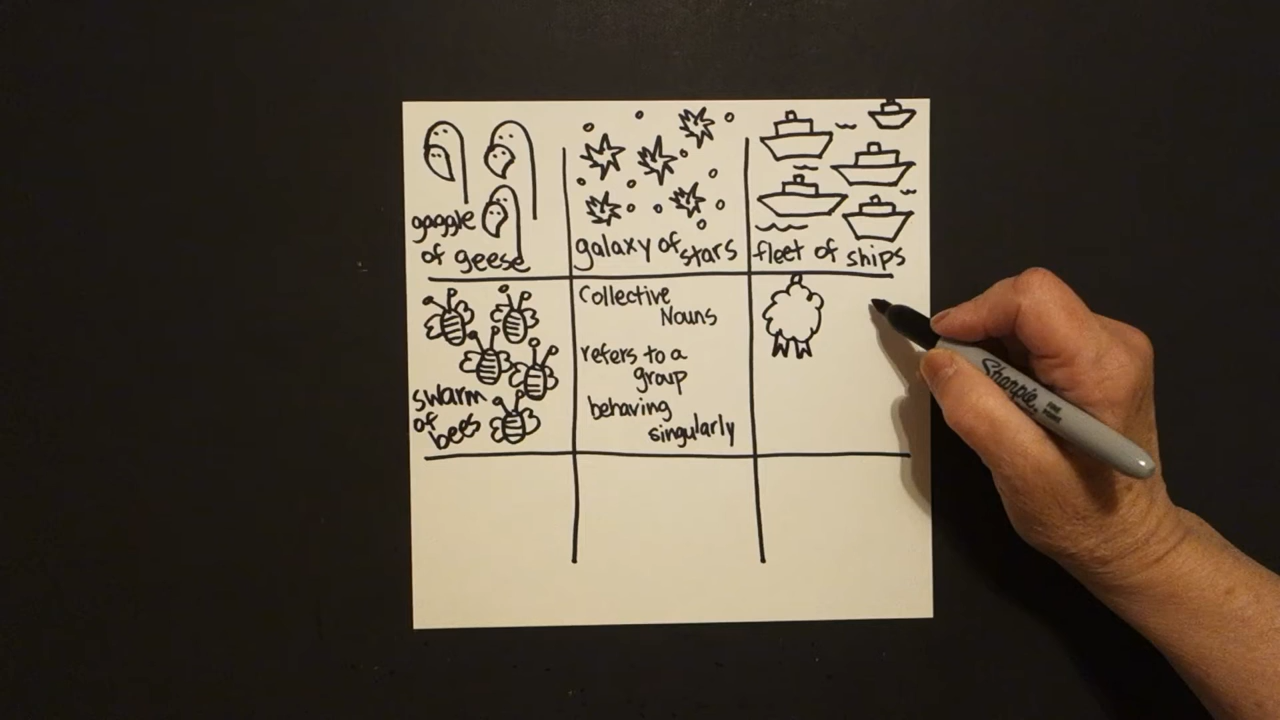 gaggle
of geese
galaxy of stars
fleet of ships
swarm
of bees
Collective
Nouns
refers to a
group
behaving
singularly
Sharpie